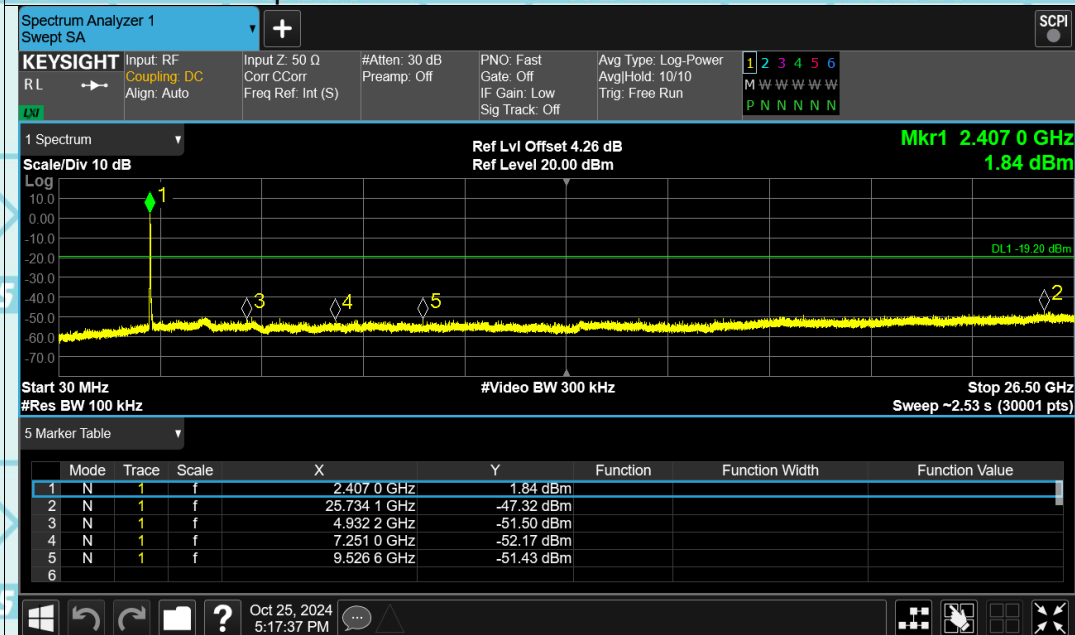 Spectrum Analyzer 1
Swept SA
+
SCPI
KEYSIGHT Input: RF Input Z: 50 Ω #Atten: 30 dB PNO: Fast Avg Type: Log-Power 1 2 3 4 5 6
R L Coupling: DC Corr CCorr Preamp: Off Gate: Off Avg|Hold: 10/10 M W W W W W
Align: Auto Freq Ref: Int (S) IF Gain: Low Trig: Free Run
LXI Sig Track: Off P N N N N N
1 Spectrum
Ref Lvl Offset 4.26 dB
Mkr1 2.407 0 GHz
Scale/Div 10 dB Ref Level 20.00 dBm 1.84 dBm
Log
10.0
1
0.00
-10.0
DL1 -19.20 dBm
-20.0
-30.0
-40.0
3 4 5 2
-50.0
-60.0
-70.0
Start 30 MHz #Video BW 300 kHz Stop 26.50 GHz
#Res BW 100 kHz Sweep ~2.53 s (30001 pts)
5 Marker Table
Mode Trace Scale X Y Function Function Width Function Value
1 N 1 f 2.407 0 GHz 1.84 dBm
2 N 1 f 25.734 1 GHz -47.32 dBm
3 N 1 f 4.932 2 GHz -51.50 dBm
4 N 1 f 7.251 0 GHz -52.17 dBm
5 N 1 f 9.526 6 GHz -51.43 dBm
6
? Oct 25, 2024
5:17:37 PM